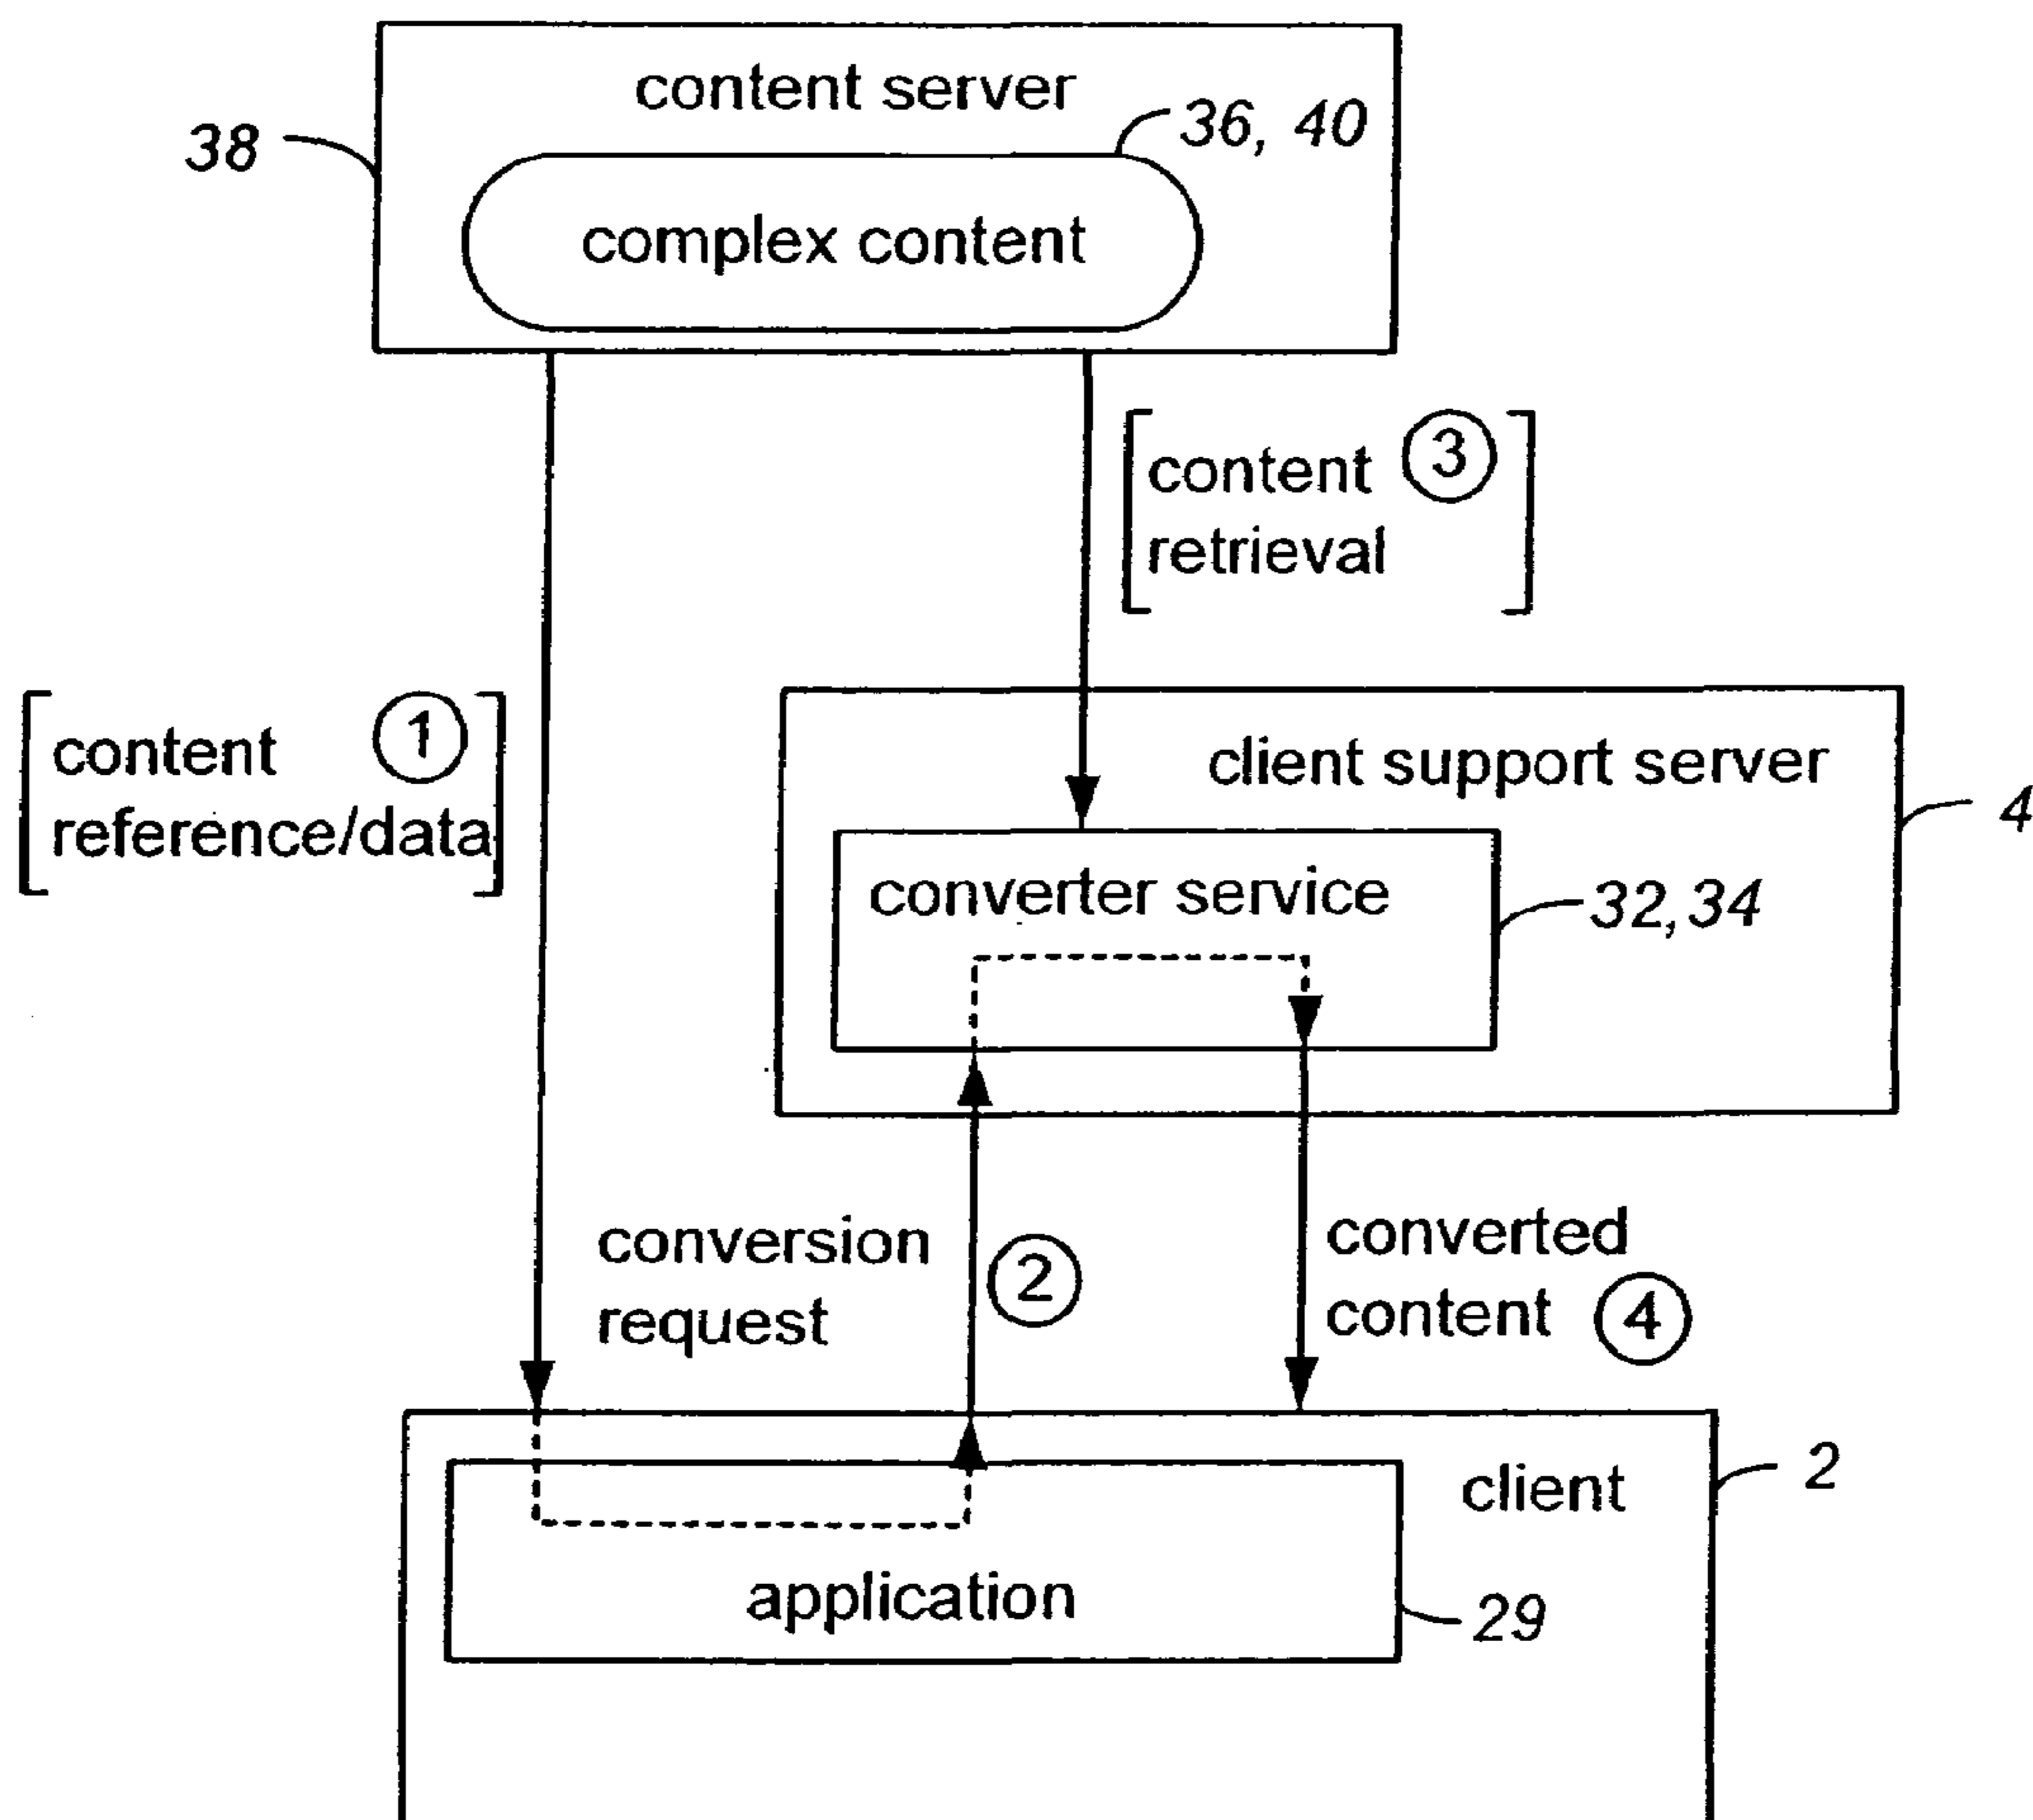 content server
36, 40
38
complex content
content ③
retrieval
content ①
reference/data
client support server
4
converter service
32,34
conversion
request
②
converted
content ④
client
2
application
29